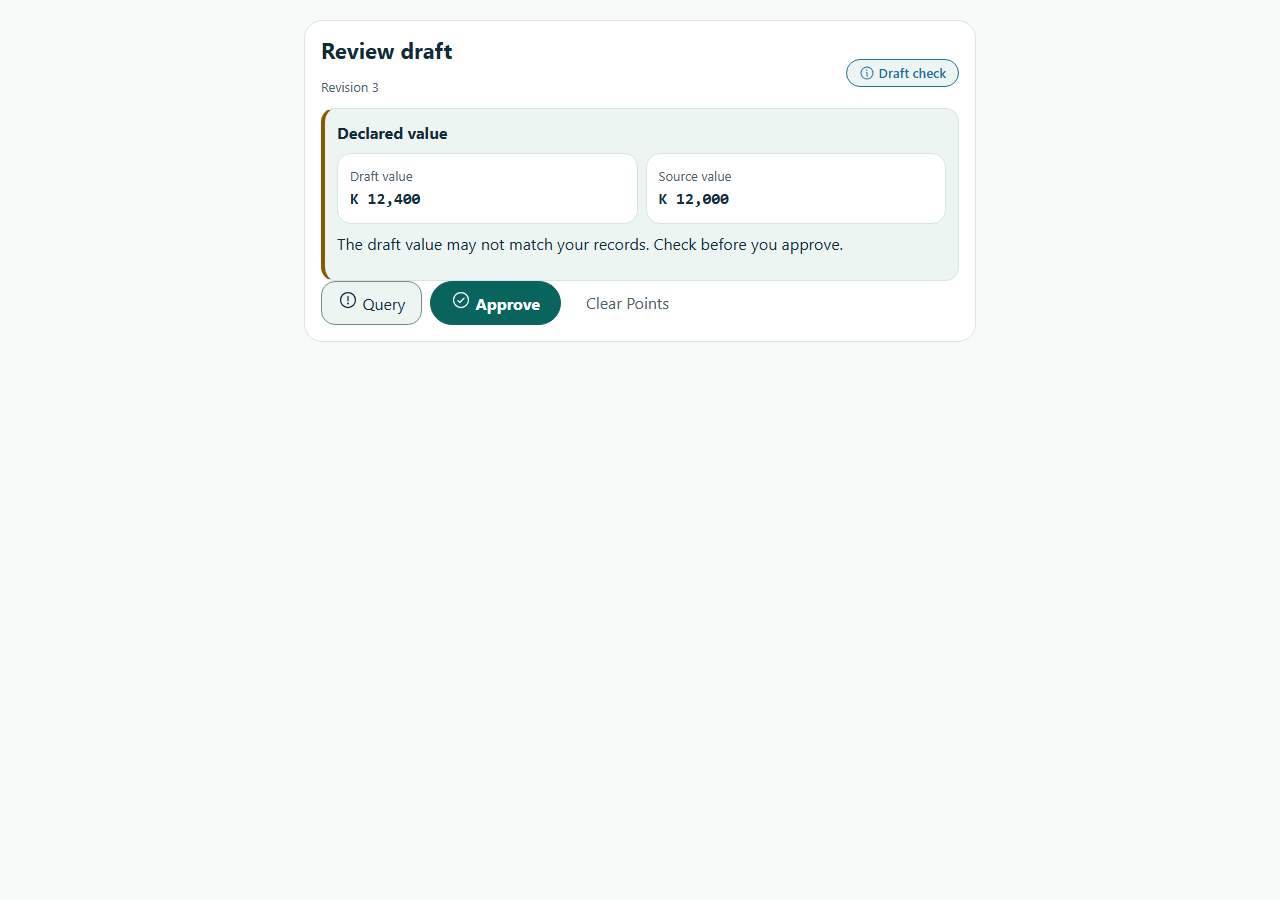 Review draft
Revision 3
Draft check
Declared value
Draft value
K 12,400
Source value
K 12,000
The draft value may not match your records. Check before you approve.
Query
Approve
Clear Points